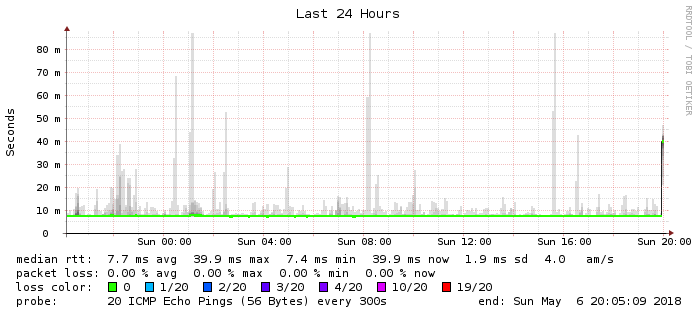 Last 24 Hours
RRDTOOL / TOBI OETIKER
Seconds
80 m
70 m
60 m
50 m
40 m
30 m
20 m
10 m
0
Sun 00:00 Sun 04:00 Sun 08:00 Sun 12:00 Sun 16:00 Sun 20:00
median rtt: 7.7 ms avg 39.9 ms max 7.4 ms min 39.9 ms now 1.9 ms sd 4.0 am/s
packet loss: 0.00 % avg 0.00 % max 0.00 % min 0.00 % now
loss color: 0 1/20 2/20 3/20 4/20 10/20 19/20
probe: 20 ICMP Echo Pings (56 Bytes) every 300s end: Sun May 6 20:05:09 2018